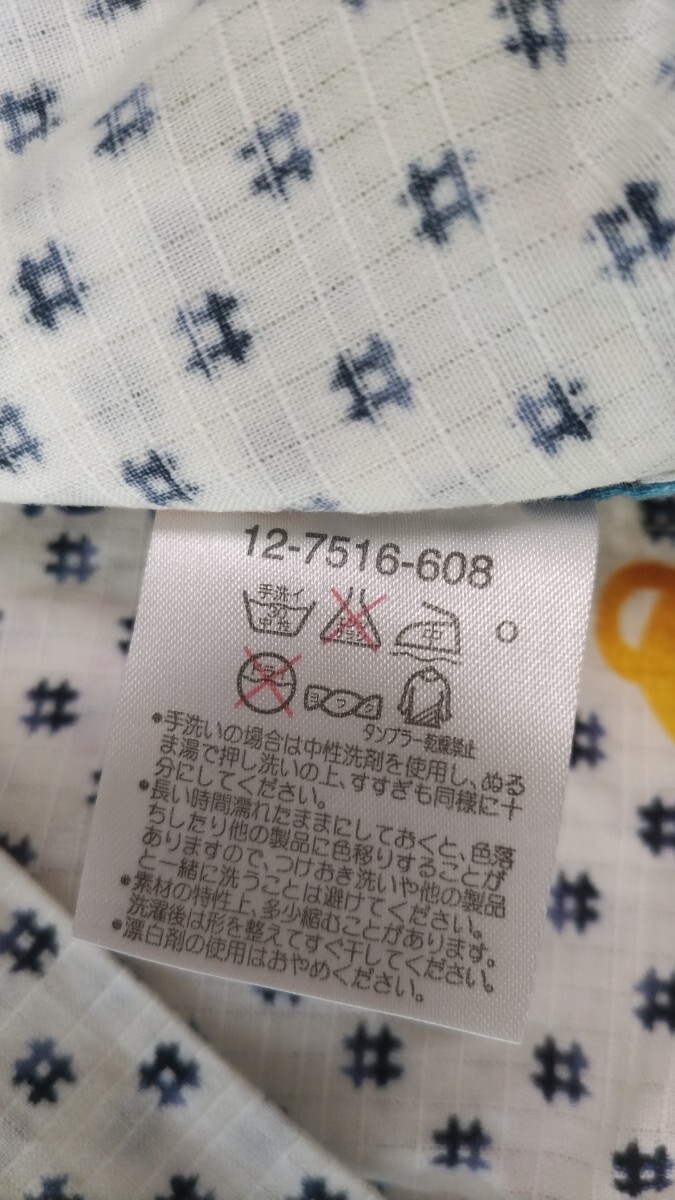 12-7516-608
手洗イ
30
中性
エンソ
サラシ
中
ドライ
ヨワク
タンブラー乾燥禁止
•手洗いの場合は中性洗剤を使用し、ぬる
ま湯で押し洗いの上、すすぎも同様に十
分にしてください。
•長い時間濡れたままにしておくと、色落
ちしたり他の製品に色移りすることが
ありますので、つけおき洗いや他の製品
と一緒に洗うことは避けてください。
•素材の特性上、多少縮むことがあります。
洗濯後は形を整えてすぐ干してください。
•漂白剤の使用はおやめください。